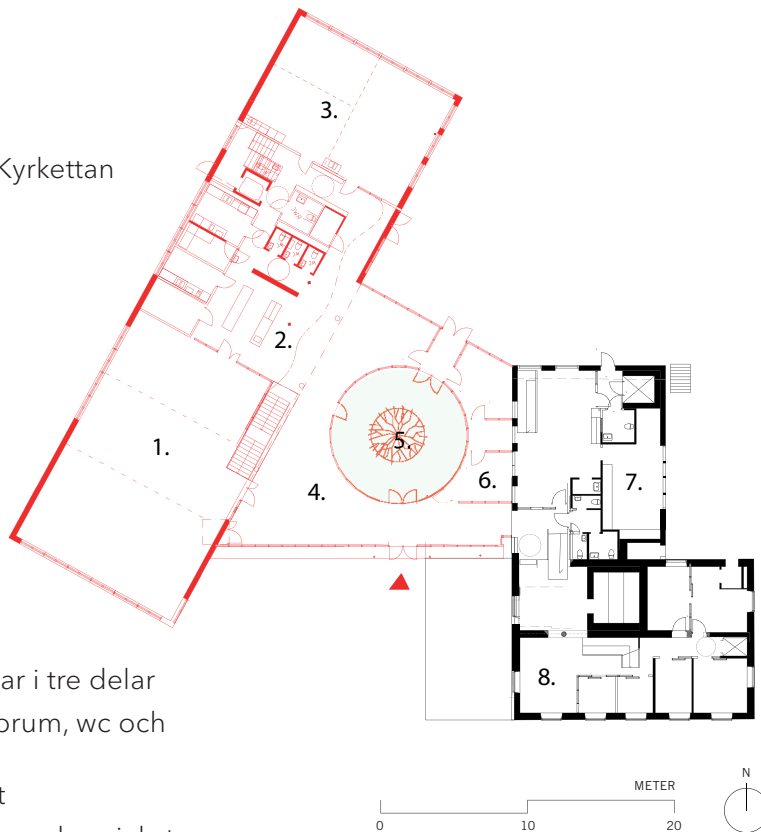 3.
Kyrkettan
2.
1.
5.
4.
6.
7.
8.
ar i tre delar
orum, wc och
t
METER
N
0
10
20